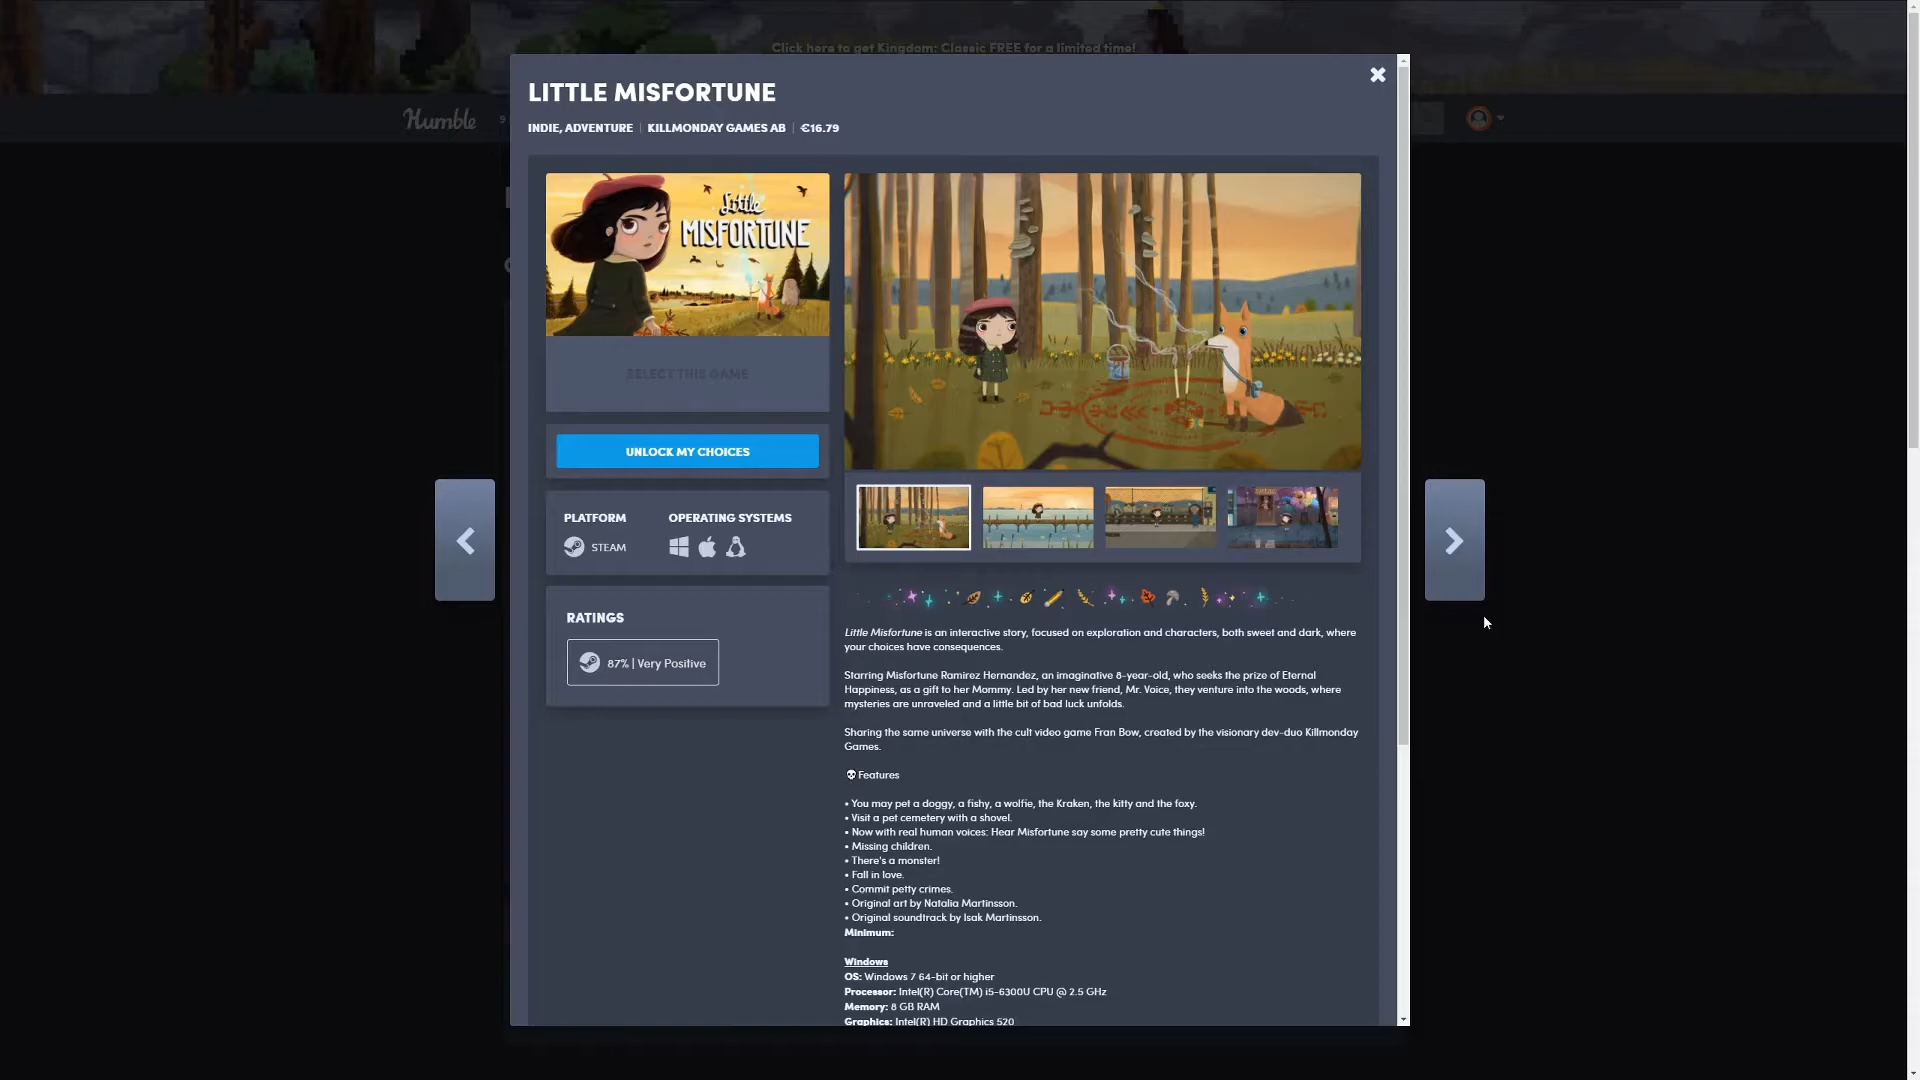 Click here to get Kingdom: Classic FREE for a limited time!
Humble
9
LITTLE MISFORTUNE
INDIE, ADVENTURE | KILLMONDAY GAMES AB | €16.79
Little
MISFORTUNE
SELECT THIS GAME
UNLOCK MY CHOICES
PLATFORM
STEAM
OPERATING SYSTEMS
RATINGS
87% | Very Positive
Little Misfortune is an interactive story, focused on exploration and characters, both sweet and dark, where
your choices have consequences.
Starring Misfortune Ramirez Hernandez, an imaginative 8-year-old, who seeks the prize of Eternal
Happiness, as a gift to her Mommy. Led by her new friend, Mr. Voice, they venture into the woods, where
mysteries are unraveled and a little bit of bad luck unfolds.
Sharing the same universe with the cult video game Fran Bow, created by the visionary dev-duo Killmonday
Games.
💀Features
• You may pet a doggy, a fishy, a wolfie, the Kraken, the kitty and the foxy.
• Visit a pet cemetery with a shovel.
• Now with real human voices: Hear Misfortune say some pretty cute things!
• Missing children.
• There's a monster!
• Fall in love.
• Commit petty crimes.
• Original art by Natalia Martinsson.
• Original soundtrack by Isak Martinsson.
Minimum:
Windows
OS: Windows 7 64-bit or higher
Processor: Intel(R) Core(TM) i5-6300U CPU @ 2.5 GHz
Memory: 8 GB RAM
Graphics: Intel(R) HD Graphics 520